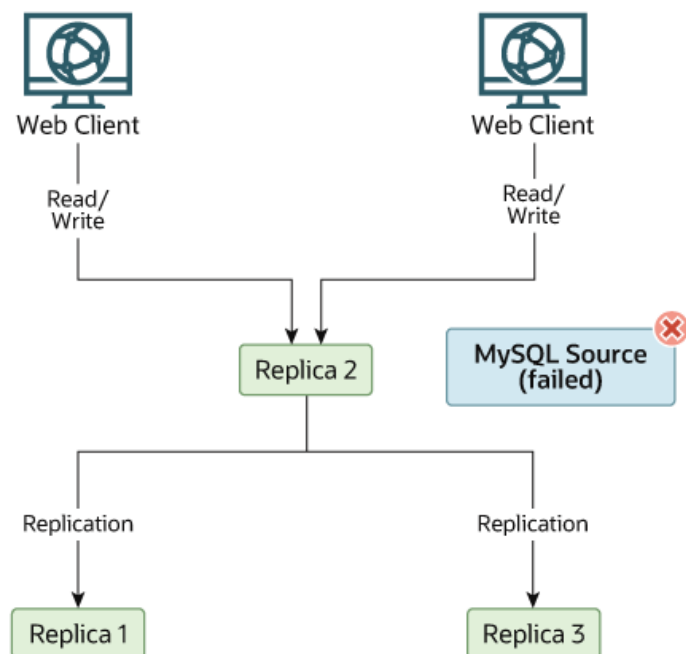 Web Client
Web Client
Read/
Write
Read/
Write
Replica 2
MySQL Source
(failed)
Replication
Replication
Replica 1
Replica 3